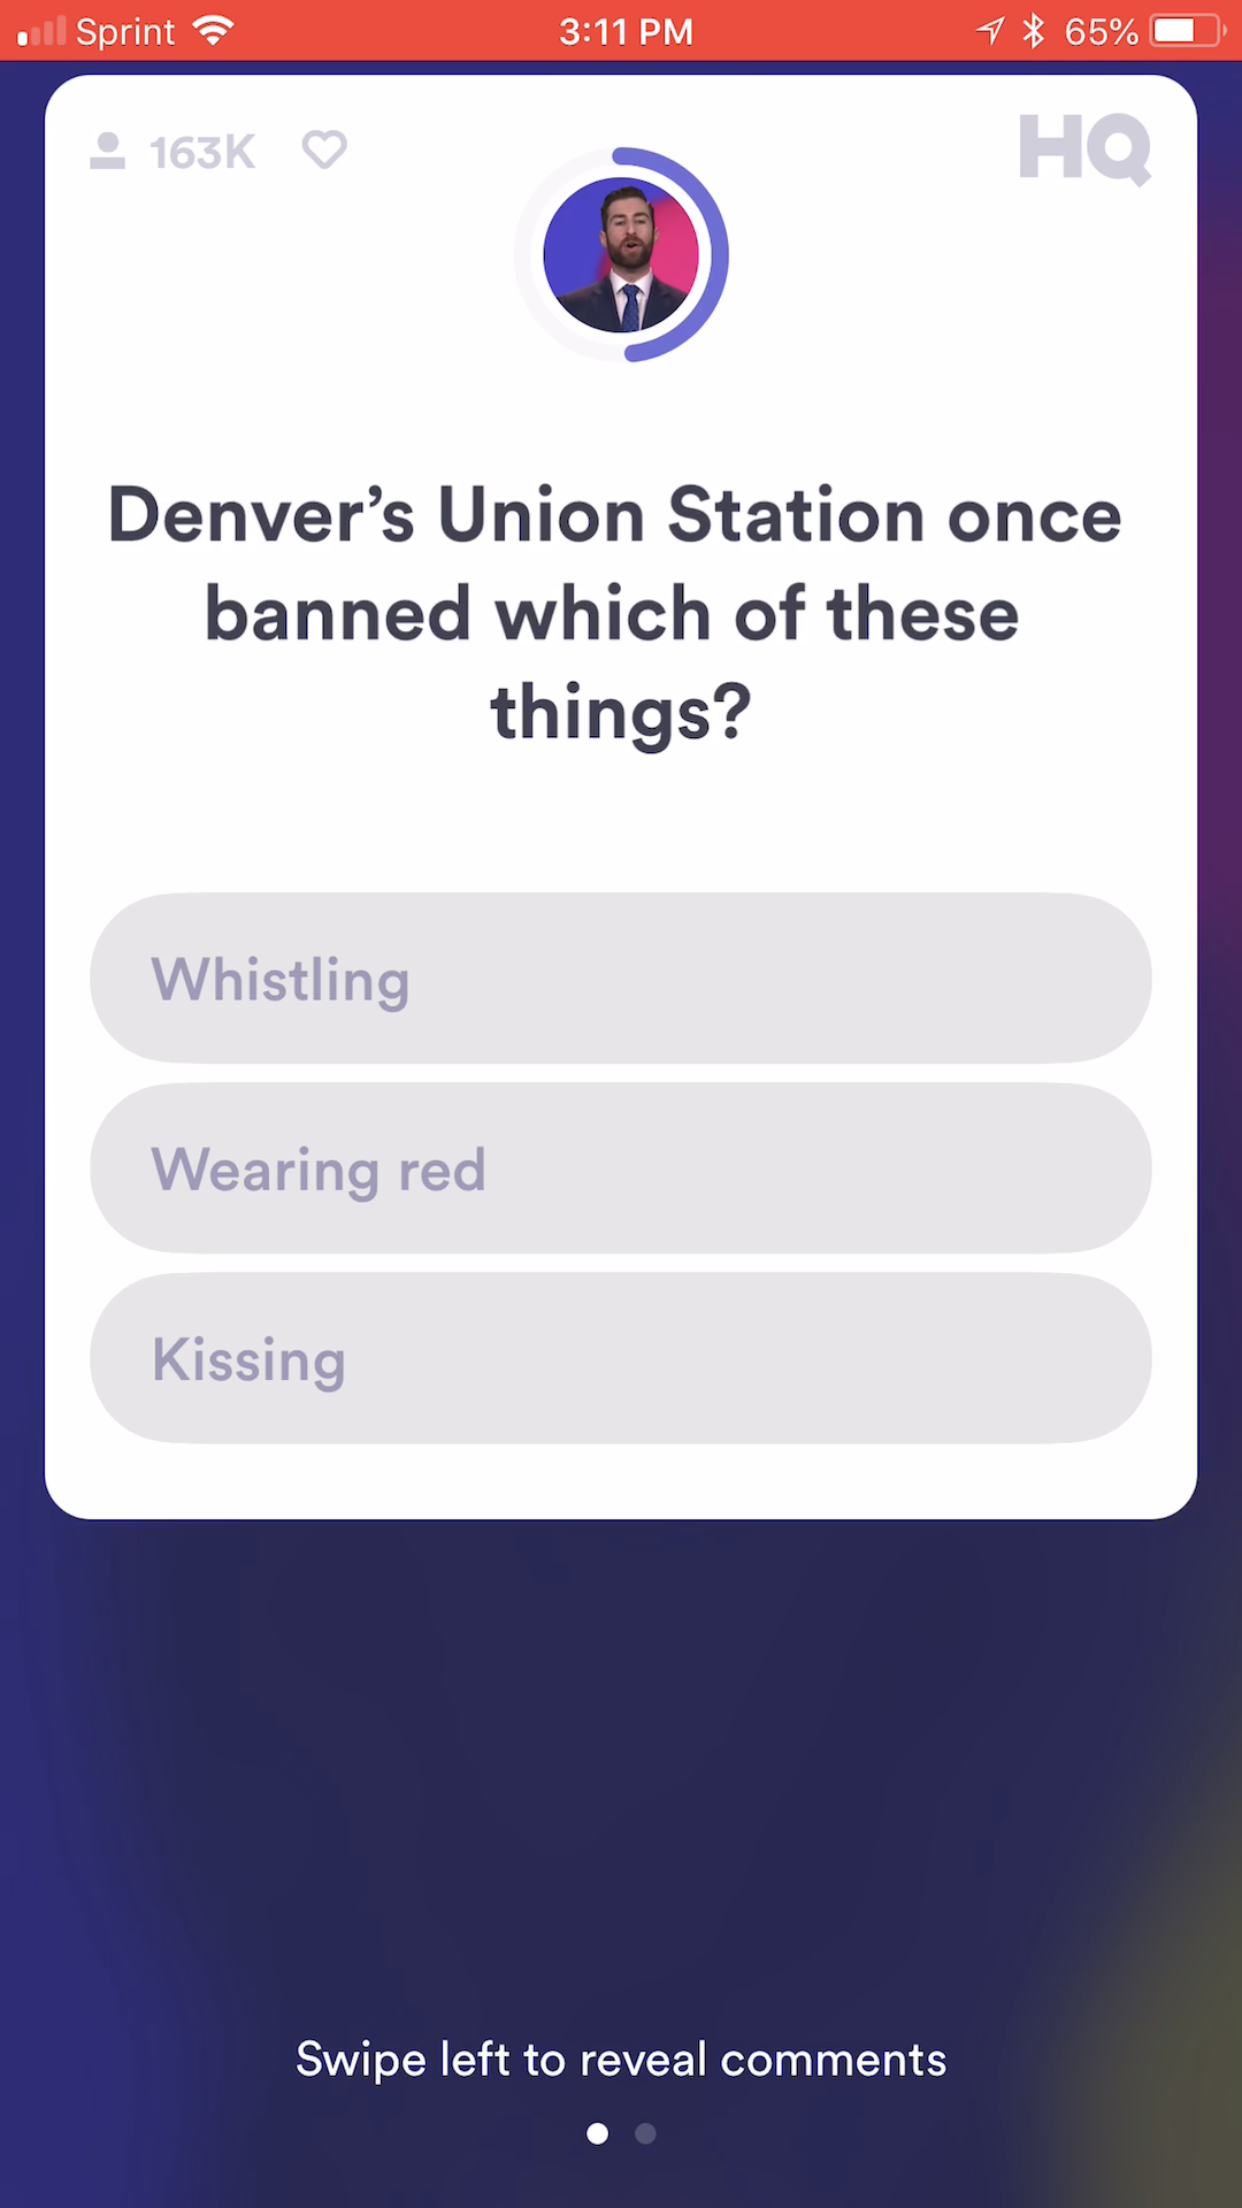 Sprint 3:11 PM 65%
163K HQ
Denver’s Union Station once
banned which of these
things?
Whistling
Wearing red
Kissing
Swipe left to reveal comments